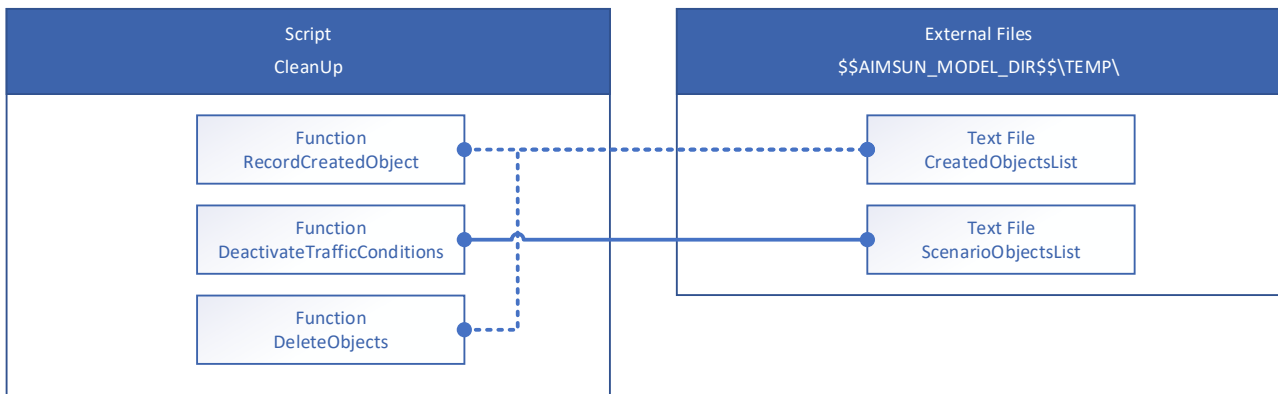 Script
CleanUp
Function
RecordCreatedObject
Function
DeactivateTrafficConditions
Function
DeleteObjects
External Files
$$AIMSUN_MODEL_DIR$$\TEMP\
Text File
CreatedObjectsList
Text File
ScenarioObjectsList